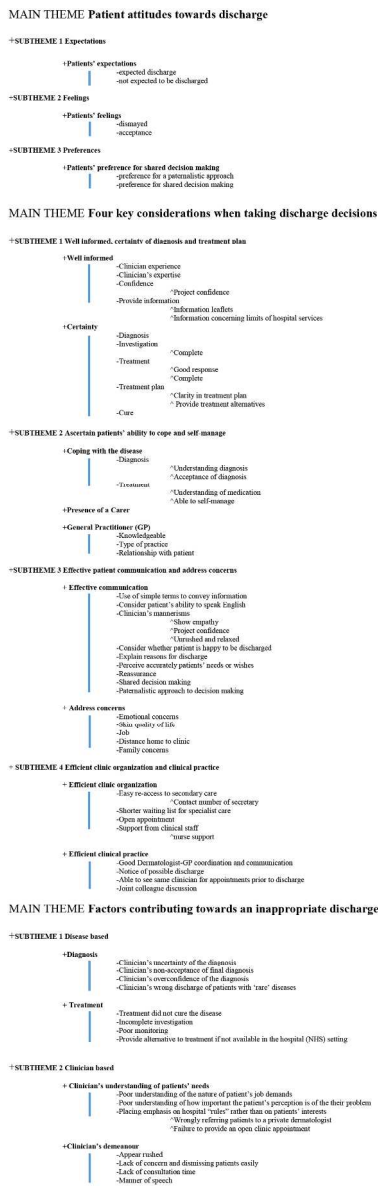 MAIN THEME Patient attitudes towards discharge
+SUBTHEME 1 Expectations
+Patients' expectations
-expected discharge
-not expected to be discharged
+SUBTHEME 2 Feelings
+Patients' feelings
-dismayed
-acceptance
+SUBTHEME 3 Preferences
+Patients' preference for shared decision making
-preference for a paternalistic approach
-preference for shared decision making
MAIN THEME Four key considerations when taking discharge decisions
+SUBTHEME 1 Well informed, certainty of diagnosis and treatment plan
+Well informed
-Clinician experience
-Clinician's expertise
-Confidence
^Project confidence
-Provide information
^Information leaflets
^Information concerning limits of hospital services
+Certainty
-Diagnosis
-Investigation
^Complete
-Treatment
^Good response
^Complete
-Treatment plan
^Clarity in treatment plan
^ Provide treatment alternatives
-Cure
+SUBTHEME 2 Ascertain patients' ability to cope and self-manage
+Coping with the disease
-Diagnosis
^Understanding diagnosis
^Acceptance of diagnosis
-Treatment
^Understanding of medication
^Able to self-manage
+Presence of a Carer
+General Practitioner (GP)
-Knowledgeable
-Type of practice
-Relationship with patient
+SUBTHEME 3 Effective patient communication and address concerns
+ Effective communication
-Use of simple terms to convey information
-Consider patient's ability to speak English
-Clinician's mannerisms
^Show empathy
^Project confidence
^Unrushed and relaxed
-Consider whether patient is happy to be discharged
-Explain reasons for discharge
-Perceive accurately patients' needs or wishes
-Reassurance
-Shared decision making
-Paternalistic approach to decision making
+ Address concerns
-Emotional concerns
-Skin quality of life
-Job
-Distance home to clinic
-Family concerns
+ SUBTHEME 4 Efficient clinic organization and clinical practice
+ Efficient clinic organization
-Easy re-access to secondary care
^Contact number of secretary
-Shorter waiting list for specialist care
-Open appointment
-Support from clinical staff
^nurse support
+ Efficient clinical practice
-Good Dermatologist-GP coordination and communication
-Notice of possible discharge
-Able to see same clinician for appointments prior to discharge
-Joint colleague discussion
MAIN THEME Factors contributing towards an inappropriate discharge
+SUBTHEME 1 Disease based
+Diagnosis
-Clinician's uncertainty of the diagnosis
-Clinician's non-acceptance of final diagnosis
-Clinician's overconfidence of the diagnosis
-Clinician's wrong discharge of patients with 'rare' diseases
+ Treatment
-Treatment did not cure the disease
-Incomplete investigation
-Poor monitoring
-Provide alternative to treatment if not available in the hospital (NHS) setting
+SUBTHEME 2 Clinician based
+ Clinician's understanding of patients' needs
-Poor understanding of the nature of patient's job demands
-Poor understanding of how important the patient's perception is of the their problem
-Placing emphasis on hospital "rules" rather than on patients' interests
^Wrongly referring patients to a private dermatologist
^Failure to provide an open clinic appointment
+Clinician's demeanour
-Appear rushed
-Lack of concern and dismissing patients easily
-Lack of consultation time
-Manner of speech